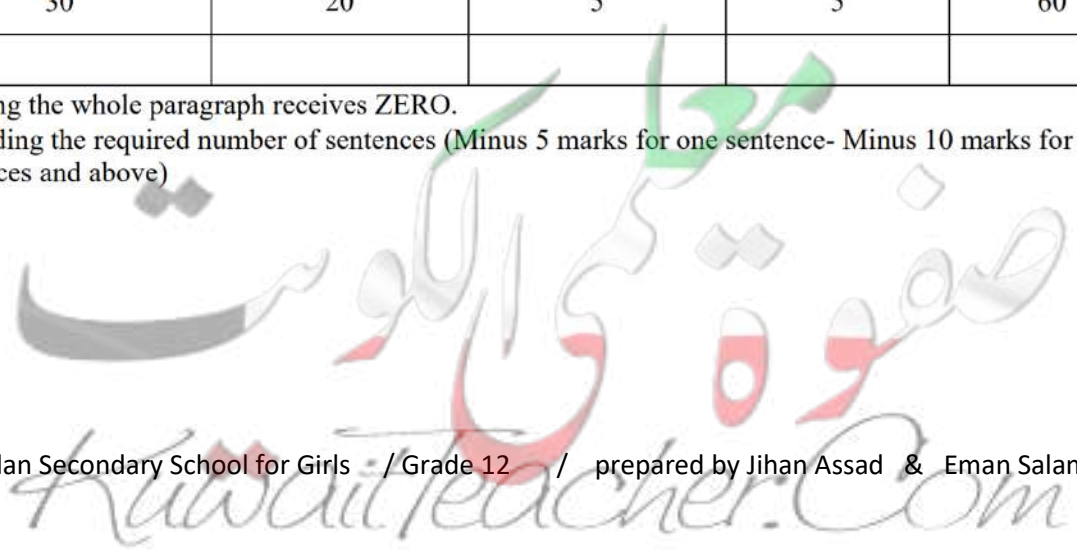 30 20 5 5 60
ng the whole paragraph receives ZERO.
ding the required number of sentences (Minus 5 marks for one sentence- Minus 10 marks for
ces and above)
صفوة معلمى الكويت
lan Secondary School for Girls / Grade 12 / prepared by Jihan Assad & Eman Salan
KuwaitTeacher.Com